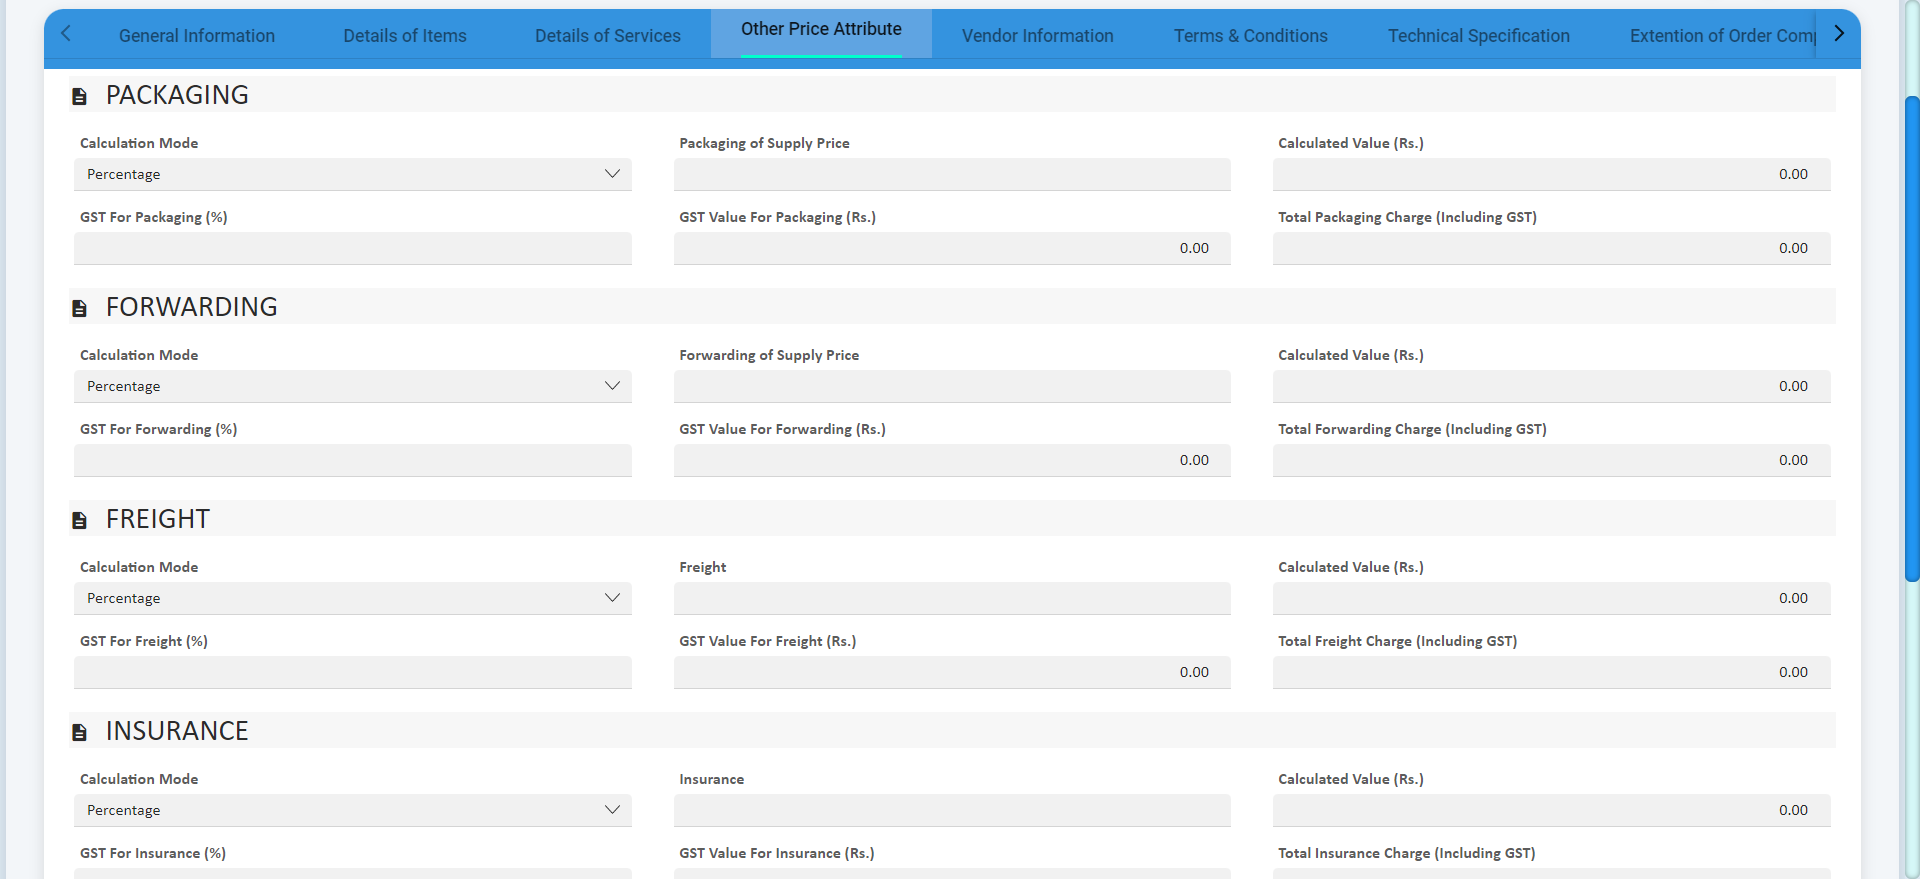 General Information Details of Items Details of Services Other Price Attribute Vendor Information Terms & Conditions Technical Specification Extention of Order
PACKAGING
Calculation Mode Packaging of Supply Price Calculated Value (Rs.)
Percentage 0.00
GST For Packaging (%) GST Value For Packaging (Rs.) Total Packaging Charge (Including GST)
0.00 0.00
FORWARDING
Calculation Mode Forwarding of Supply Price Calculated Value (Rs.)
Percentage 0.00
GST For Forwarding (%) GST Value For Forwarding (Rs.) Total Forwarding Charge (Including GST)
0.00 0.00
FREIGHT
Calculation Mode Freight Calculated Value (Rs.)
Percentage 0.00
GST For Freight (%) GST Value For Freight (Rs.) Total Freight Charge (Including GST)
0.00 0.00
INSURANCE
Calculation Mode Insurance Calculated Value (Rs.)
Percentage 0.00
GST For Insurance (%) GST Value For Insurance (Rs.) Total Insurance Charge (Including GST)